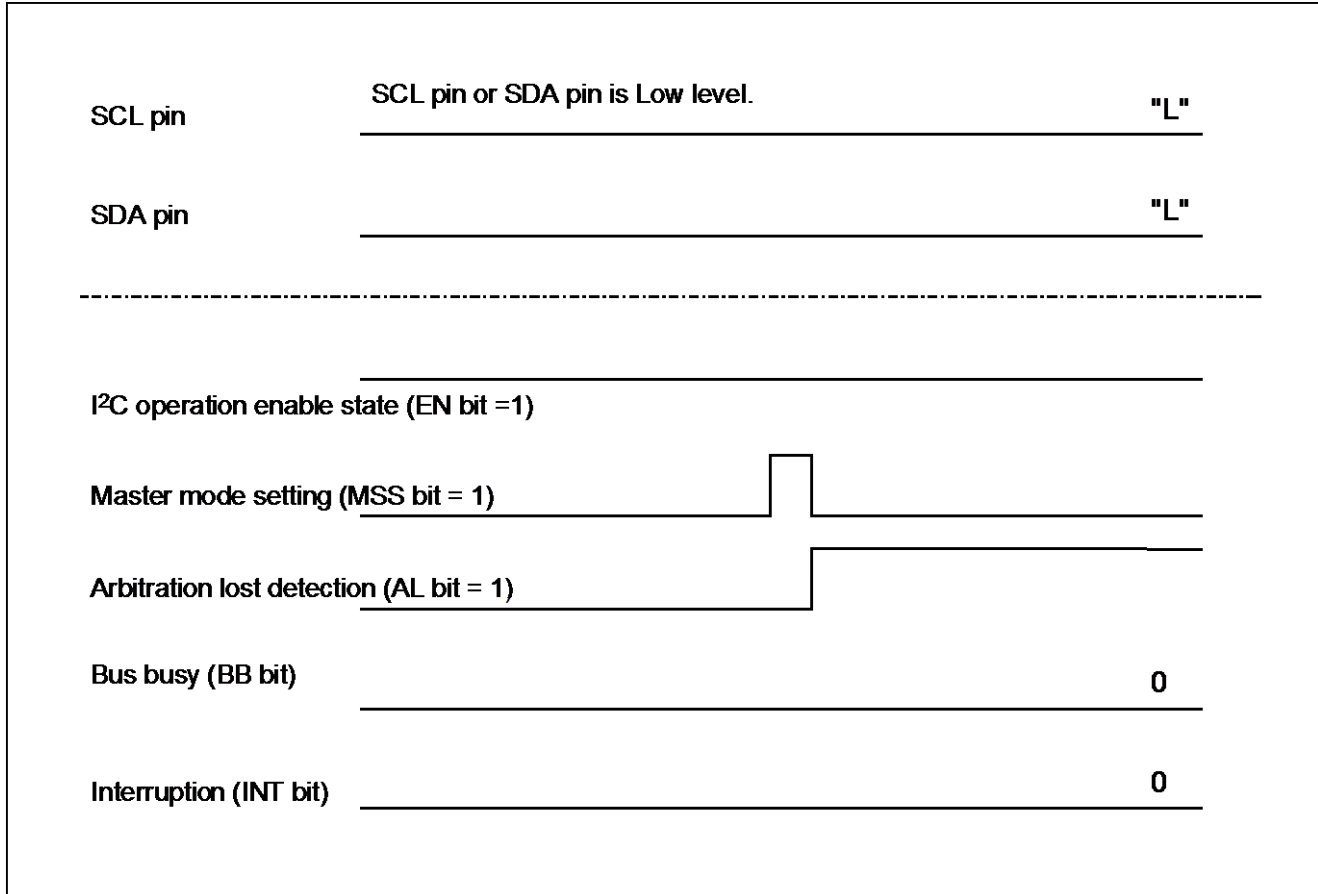 SCL pin or SDA pin is Low level.
SCL pin "L"
SDA pin "L"
I²C operation enable state (EN bit =1)
Master mode setting (MSS bit = 1)
Arbitration lost detection (AL bit = 1)
Bus busy (BB bit) 0
Interruption (INT bit) 0